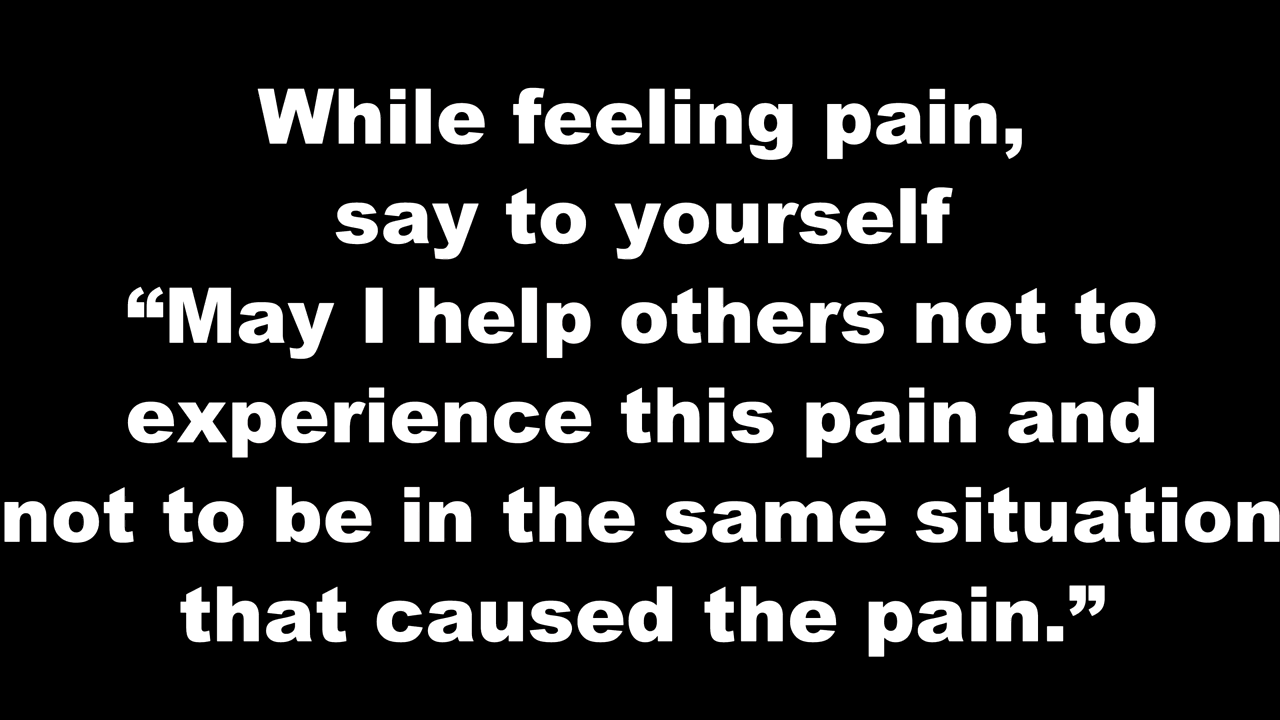 While feeling pain,
say to yourself
“May I help others not to
experience this pain and
not to be in the same situation
that caused the pain.”